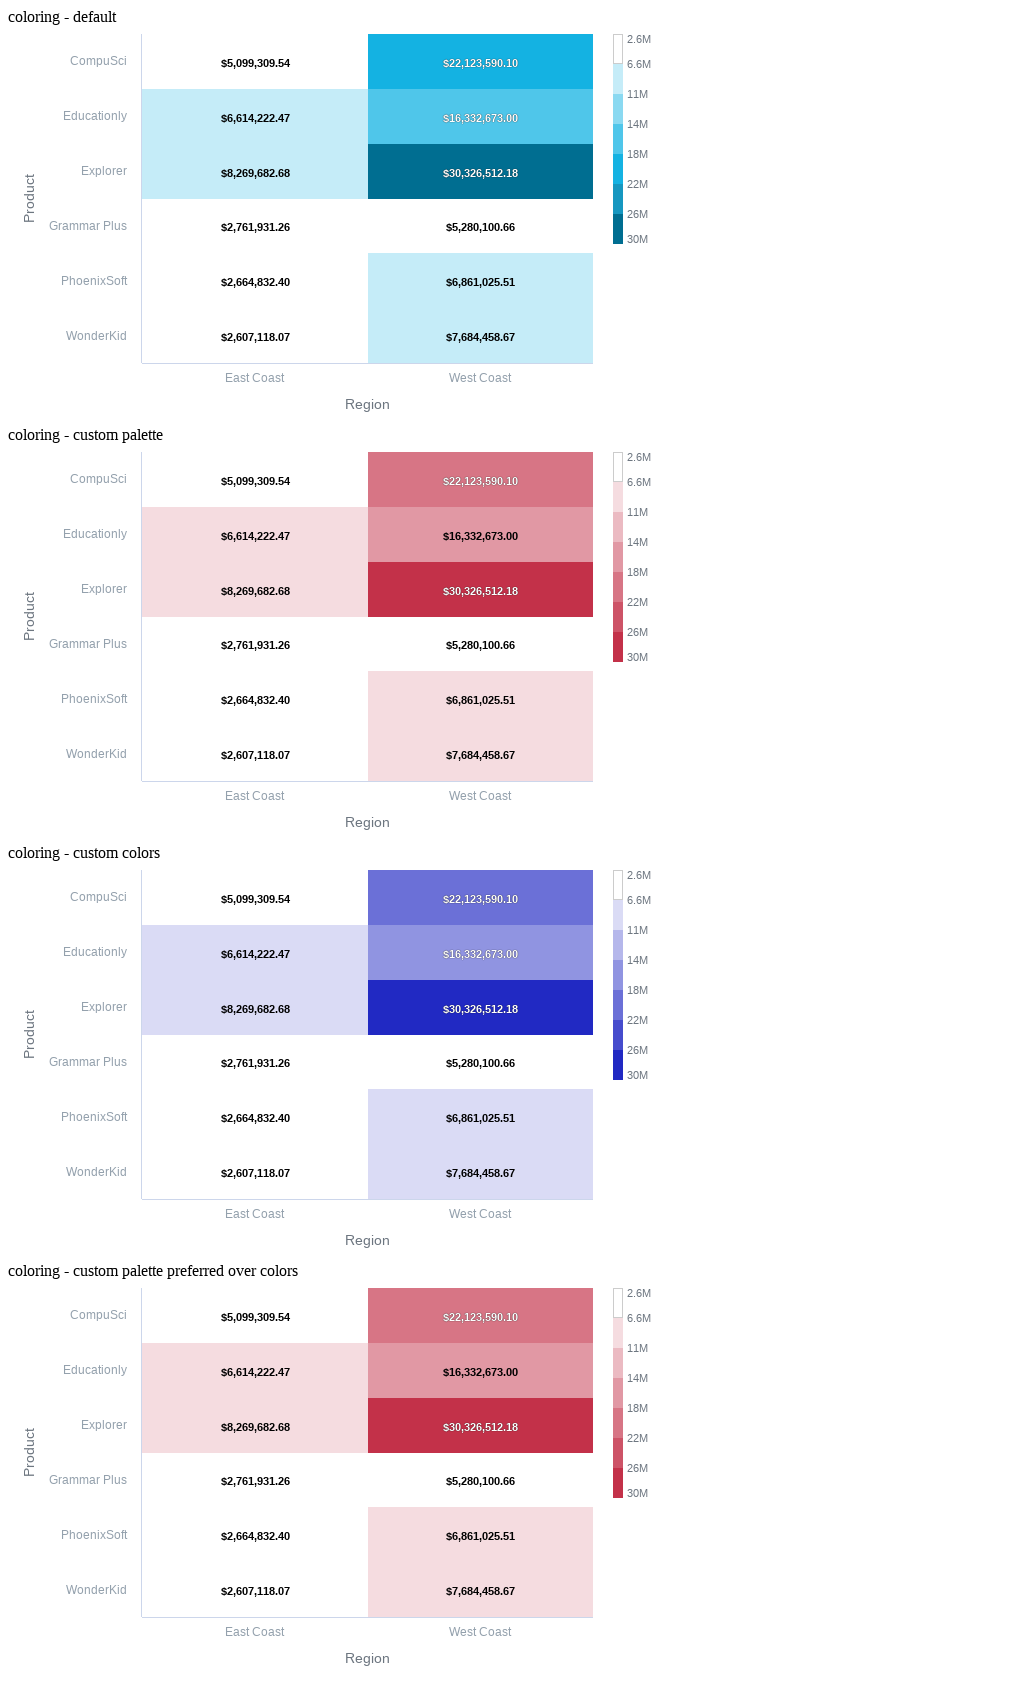 coloring - default
CompuSci $5,099,309.54 $22,123,590.10
Educationly $6,614,222.47 $16,332,673.00
Explorer $8,269,682.68 $30,326,512.18
Grammar Plus $2,761,931.26 $5,280,100.66
PhoenixSoft $2,664,832.40 $6,861,025.51
WonderKid $2,607,118.07 $7,684,458.67
Product
East Coast West Coast
Region
2.6M
6.6M
11M
14M
18M
22M
26M
30M
coloring - custom palette
CompuSci $5,099,309.54 $22,123,590.10
Educationly $6,614,222.47 $16,332,673.00
Explorer $8,269,682.68 $30,326,512.18
Grammar Plus $2,761,931.26 $5,280,100.66
PhoenixSoft $2,664,832.40 $6,861,025.51
WonderKid $2,607,118.07 $7,684,458.67
Product
East Coast West Coast
Region
2.6M
6.6M
11M
14M
18M
22M
26M
30M
coloring - custom colors
CompuSci $5,099,309.54 $22,123,590.10
Educationly $6,614,222.47 $16,332,673.00
Explorer $8,269,682.68 $30,326,512.18
Grammar Plus $2,761,931.26 $5,280,100.66
PhoenixSoft $2,664,832.40 $6,861,025.51
WonderKid $2,607,118.07 $7,684,458.67
Product
East Coast West Coast
Region
2.6M
6.6M
11M
14M
18M
22M
26M
30M
coloring - custom palette preferred over colors
CompuSci $5,099,309.54 $22,123,590.10
Educationly $6,614,222.47 $16,332,673.00
Explorer $8,269,682.68 $30,326,512.18
Grammar Plus $2,761,931.26 $5,280,100.66
PhoenixSoft $2,664,832.40 $6,861,025.51
WonderKid $2,607,118.07 $7,684,458.67
Product
East Coast West Coast
Region
2.6M
6.6M
11M
14M
18M
22M
26M
30M